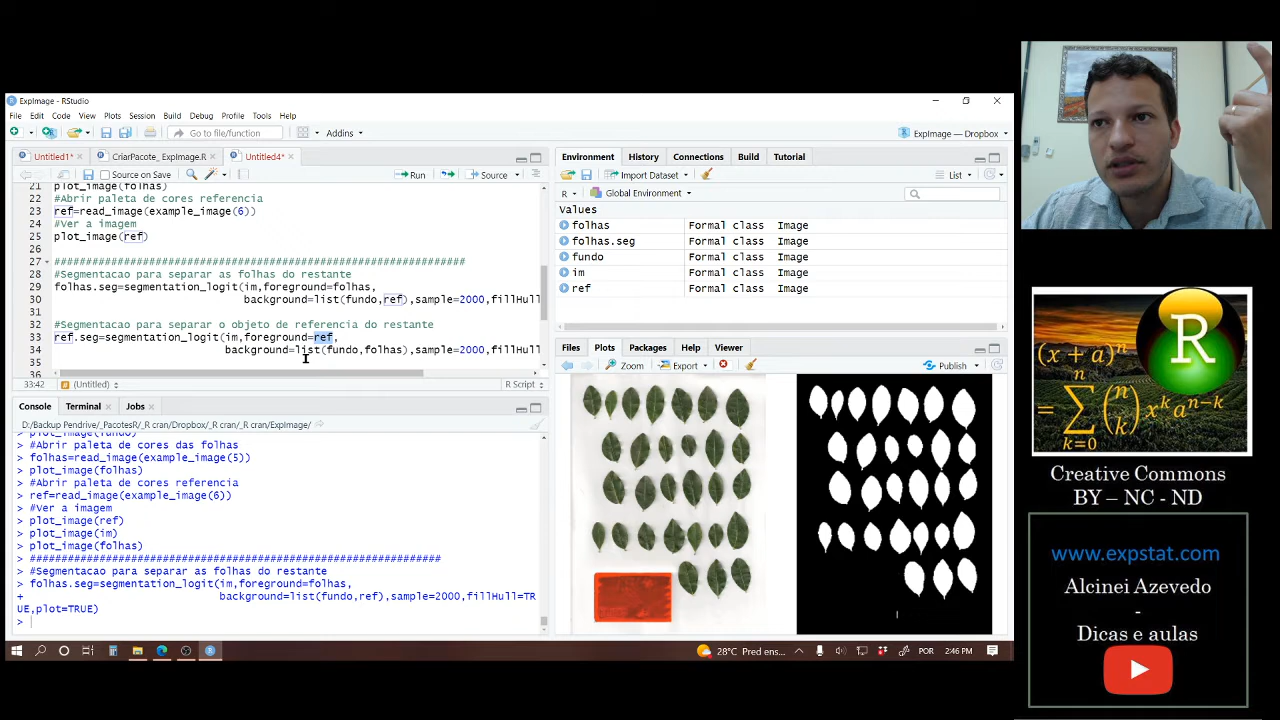 ExpImage - RStudio
File Edit Code View Plots Session Build Debug Profile Tools Help
Go to file/function
Addins
ExpImage — Dropbox
Untitled1*
CriarPacote_ ExpImage.R
Untitled4*
Source on Save
Run
Source
21 plot_image(folhas)
22 #Abrir paleta de cores referencia
23 ref=read_image(example_image(6))
24 #Ver a imagem
25 plot_image(ref)
26
27 ################################################################
28 #Segmentacao para separar as folhas do restante
29 folhas.seg=segmentation_logit(im,foreground=folhas,
30 background=list(fundo,ref),sample=2000,fillHull
31
32 #Segmentacao para separar o objeto de referencia do restante
33 ref.seg=segmentation_logit(im,foreground=ref,
34 background=list(fundo,folhas),sample=2000,fillHull
35
36
33:42
(Untitled)
R Script
Console Terminal Jobs
D:/Backup Pendrive/_PacotesR/_R cran/Dropbox/_R cran/_R cran/ExpImage/
> plot_image(fundo)
> #Abrir paleta de cores das folhas
> folhas=read_image(example_image(5))
> plot_image(folhas)
> #Abrir paleta de cores referencia
> ref=read_image(example_image(6))
> #Ver a imagem
> plot_image(ref)
> plot_image(im)
> plot_image(folhas)
> ################################################################
> #Segmentacao para separar as folhas do restante
> folhas.seg=segmentation_logit(im,foreground=folhas,
+ background=list(fundo,ref),sample=2000,fillHull=TR
UE,plot=TRUE)
>
Environment History Connections Build Tutorial
Import Dataset
List
R
Global Environment
Values
folhas Formal class Image
folhas.seg Formal class Image
fundo Formal class Image
im Formal class Image
ref Formal class Image
Files Plots Packages Help Viewer
Zoom
Export
Publish
28°C Pred ens...
POR
2:46 PM
R
(x + a)^n
= ∑ n k=0 (n k) x^k a^(n−k)
Creative Commons
BY – NC - ND
www.expstat.com
Alcinei Azevedo
-
Dicas e aulas